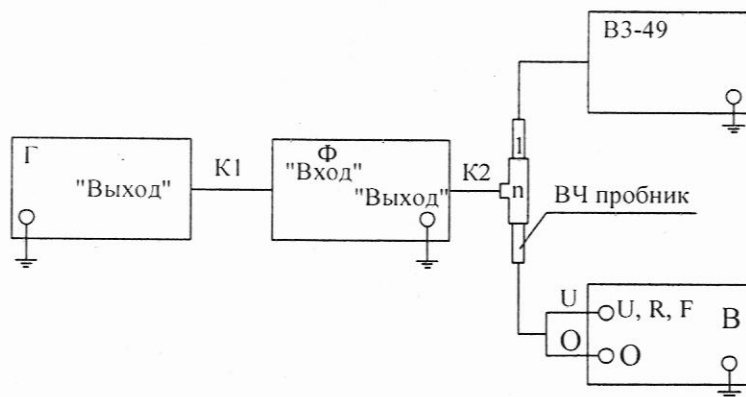 В3-49
Г
"Выход"
К1
Ф
"Вход"
"Выход"
К2
1
п
ВЧ пробник
U
U, R, F
В
О
О